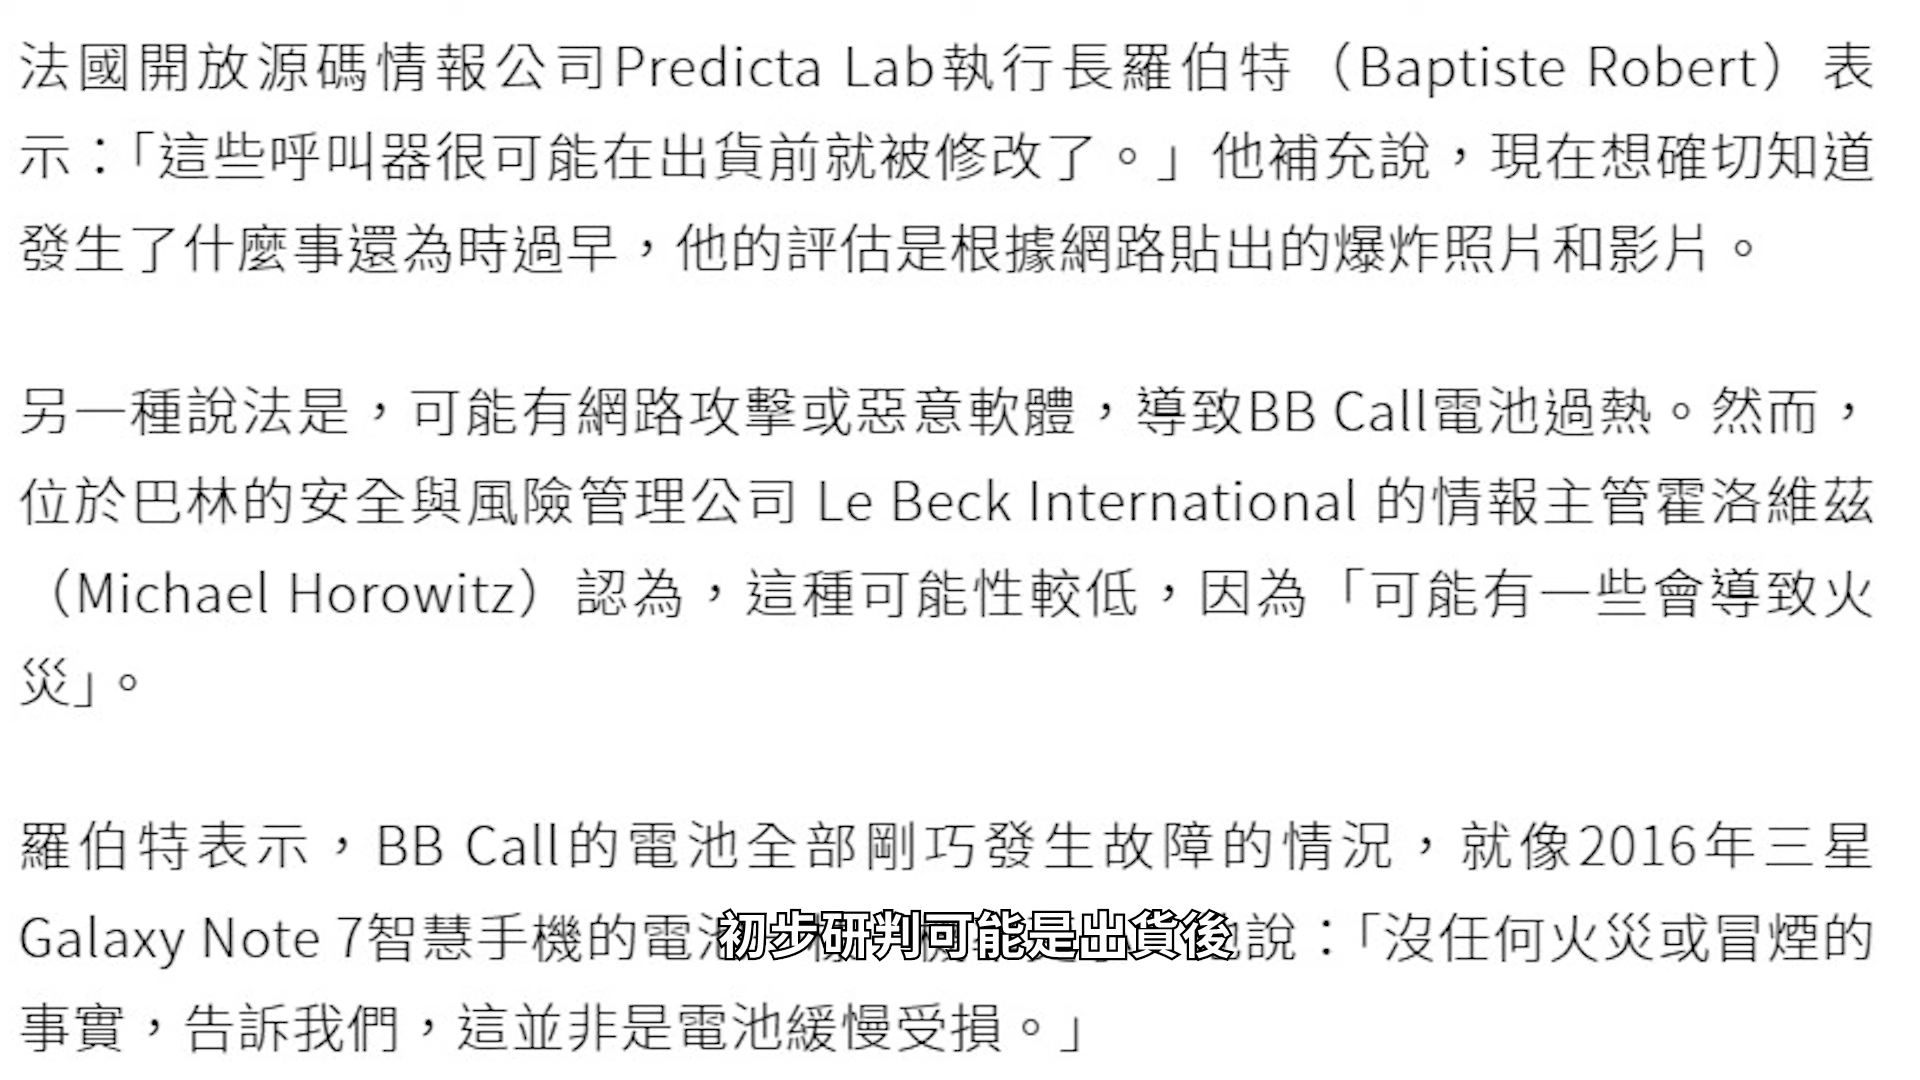 法國開放源碼情報公司Predicta Lab執行長羅伯特（Baptiste Robert）表
示：「這些呼叫器很可能在出貨前就被修改了。」他補充說，現在想確切知道
發生了什麼事還為時過早，他的評估是根據網路貼出的爆炸照片和影片。
另一種說法是，可能有網路攻擊或惡意軟體，導致BB Call電池過熱。然而，
位於巴林的安全與風險管理公司 Le Beck International 的情報主管霍洛維茲
（Michael Horowitz）認為，這種可能性較低，因為「可能有一些會導致火
災」。
羅伯特表示，BB Call的電池全部剛巧發生故障的情況，就像2016年三星
Galaxy Note 7智慧手機的電池 他說：「沒任何火災或冒煙的
初步研判可能是出貨後
事實，告訴我們，這並非是電池緩慢受損。」